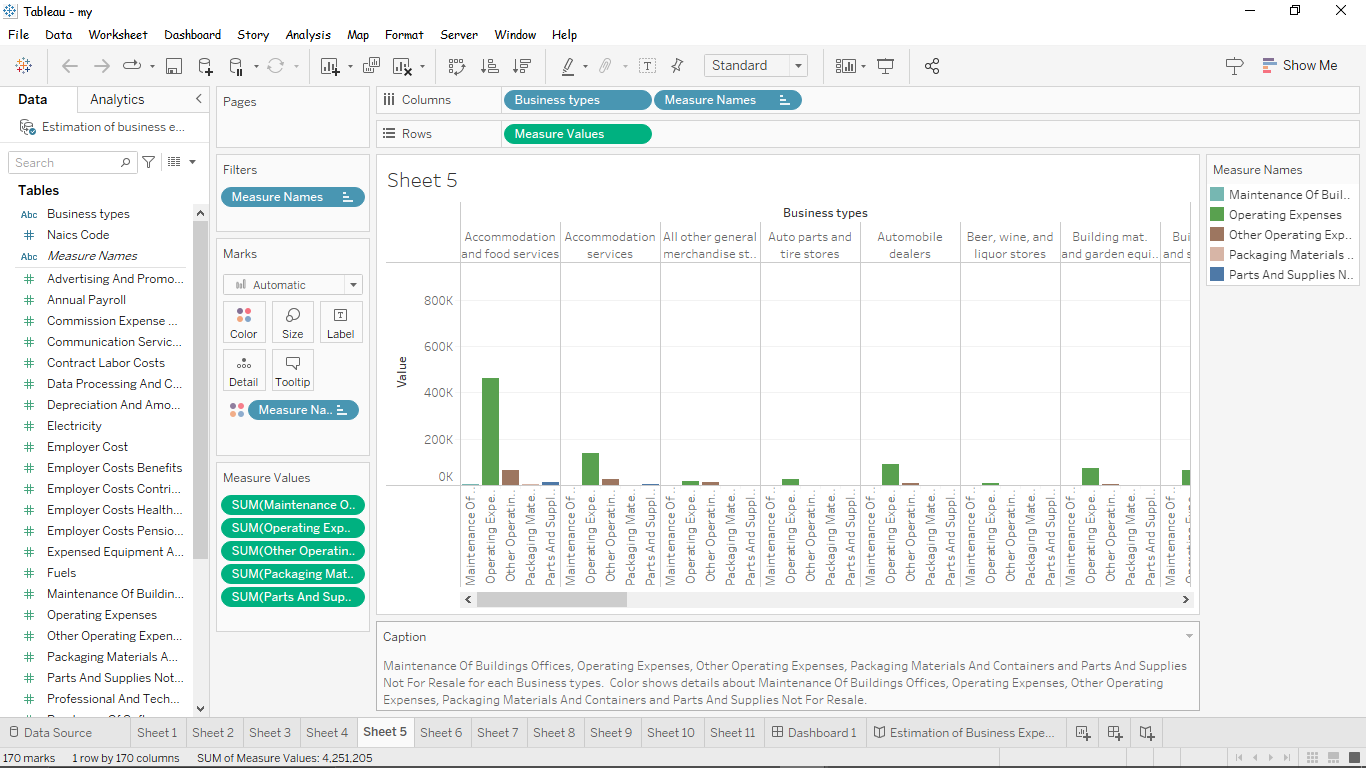 Tableau - my
File Data Worksheet Dashboard Story Analysis Map Format Server Window Help
Standard
Show Me
Data Analytics
Estimation of business e...
Search
Tables
Abc Business types
# Naics Code
Abc Measure Names
# Advertising And Promo...
# Annual Payroll
# Commission Expense ...
# Communication Servic...
# Contract Labor Costs
# Data Processing And C...
# Depreciation And Amo...
# Electricity
# Employer Cost
# Employer Costs Benefits
# Employer Costs Contri...
# Employer Costs Health...
# Employer Costs Pensio...
# Expensed Equipment A...
# Fuels
# Maintenance Of Buildin...
# Operating Expenses
# Other Operating Expen...
# Packaging Materials A...
# Parts And Supplies Not...
# Professional And Tech...
Pages
Filters
Measure Names
Marks
Automatic
Color Size Label
Detail Tooltip
Measure Na..
Measure Values
SUM(Maintenance O..
SUM(Operating Exp..
SUM(Other Operatin..
SUM(Packaging Mat..
SUM(Parts And Sup..
Columns Business types Measure Names
Rows Measure Values
Sheet 5
Business types
Accommodation and food services
Accommodation services
All other general merchandise st..
Auto parts and tire stores
Automobile dealers
Beer, wine, and liquor stores
Building mat. and garden equi..
Value
800K
600K
400K
200K
0K
Maintenance Of ..
Operating Expe..
Other Operatin..
Packaging Mate..
Parts And Suppl..
Maintenance Of ..
Operating Expe..
Other Operatin..
Packaging Mate..
Parts And Suppl..
Maintenance Of ..
Operating Expe..
Other Operatin..
Packaging Mate..
Parts And Suppl..
Maintenance Of ..
Operating Expe..
Other Operatin..
Packaging Mate..
Parts And Suppl..
Maintenance Of ..
Operating Expe..
Other Operatin..
Packaging Mate..
Parts And Suppl..
Maintenance Of ..
Operating Expe..
Other Operatin..
Packaging Mate..
Parts And Suppl..
Maintenance Of ..
Operating Expe..
Other Operatin..
Packaging Mate..
Parts And Suppl..
Maintenance Of ..
Measure Names
Maintenance Of Buil..
Operating Expenses
Other Operating Exp..
Packaging Materials ..
Parts And Supplies N..
Caption
Maintenance Of Buildings Offices, Operating Expenses, Other Operating Expenses, Packaging Materials And Containers and Parts And Supplies
Not For Resale for each Business types. Color shows details about Maintenance Of Buildings Offices, Operating Expenses, Other Operating
Expenses, Packaging Materials And Containers and Parts And Supplies Not For Resale.
Data Source Sheet 1 Sheet 2 Sheet 3 Sheet 4 Sheet 5 Sheet 6 Sheet 7 Sheet 8 Sheet 9 Sheet 10 Sheet 11 Dashboard 1 Estimation of Business Expe...
170 marks 1 row by 170 columns SUM of Measure Values: 4,251,205